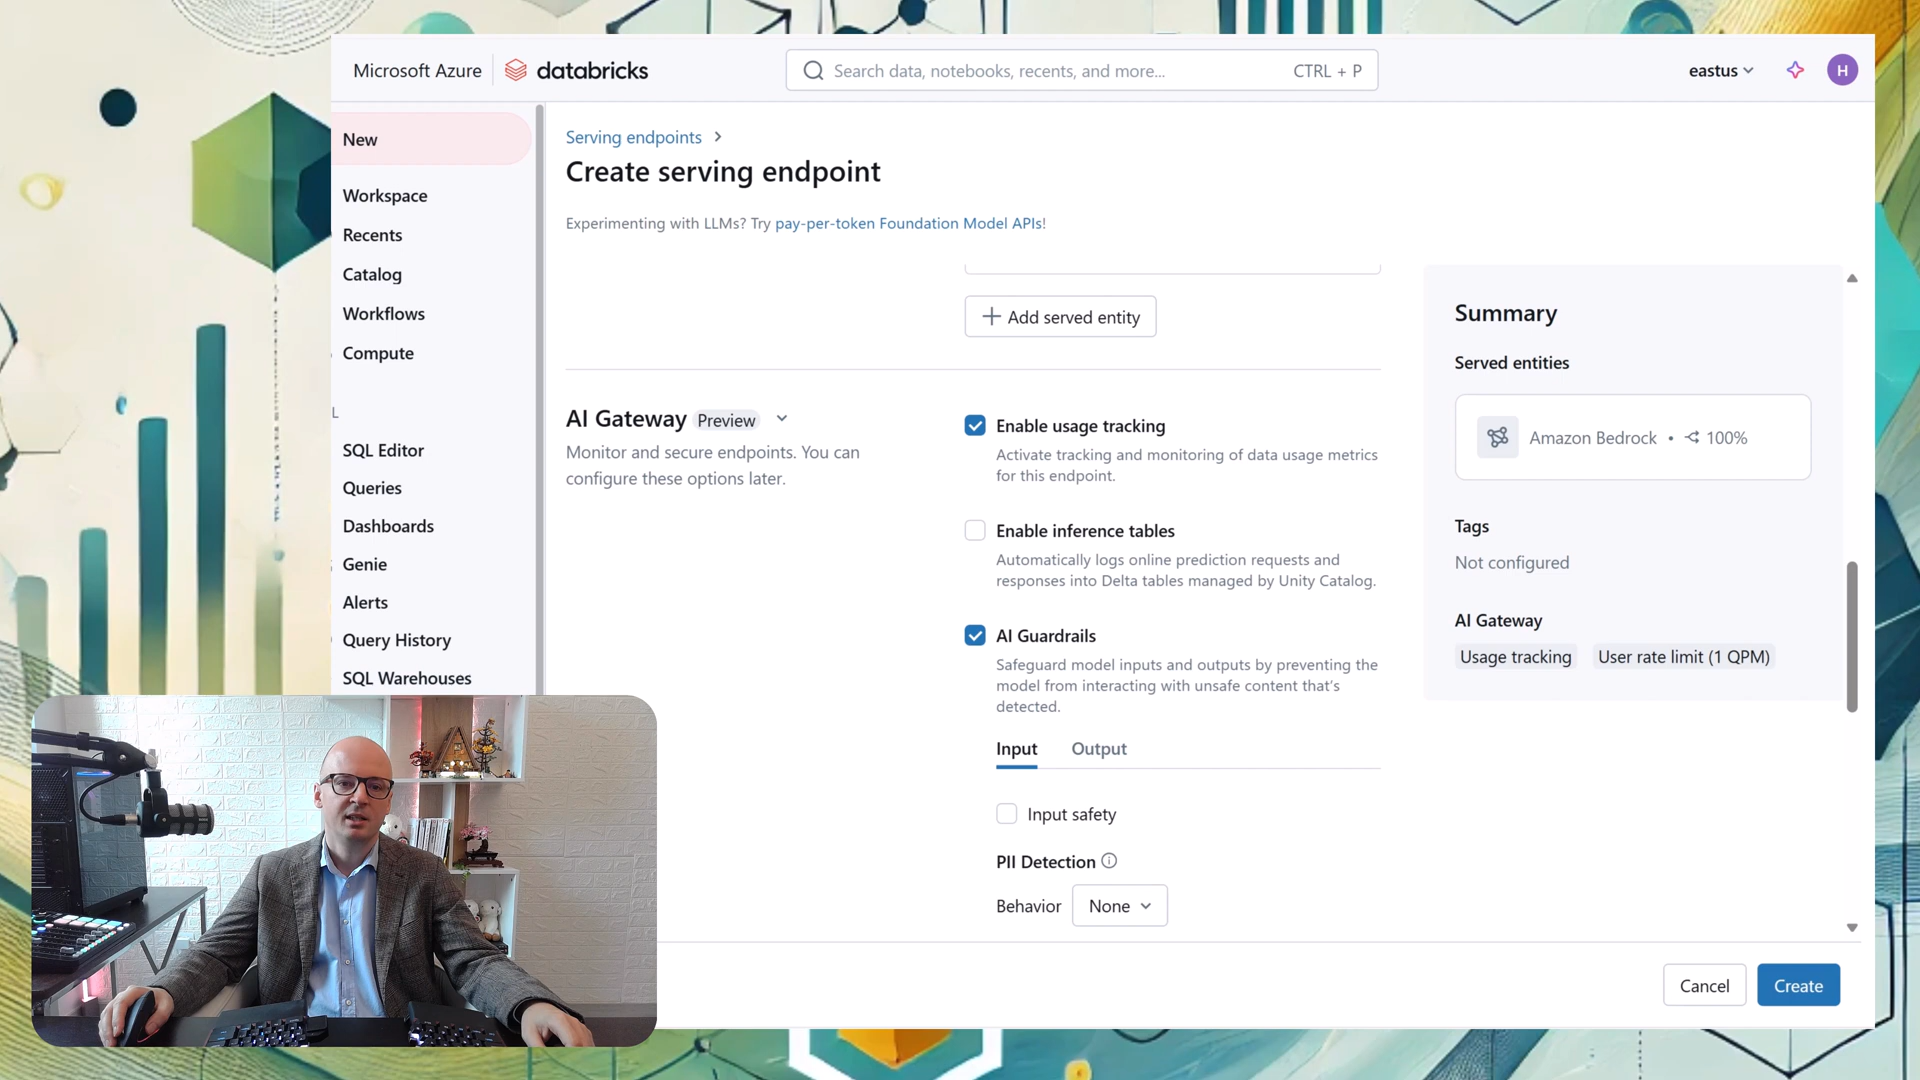 Microsoft Azure
databricks
Search data, notebooks, recents, and more...
CTRL + P
eastus
H
New
Workspace
Recents
Catalog
Workflows
Compute
L
SQL Editor
Queries
Dashboards
Genie
Alerts
Query History
SQL Warehouses
Serving endpoints
Create serving endpoint
Experimenting with LLMs? Try pay-per-token Foundation Model APIs!
Add served entity
AI Gateway Preview
Monitor and secure endpoints. You can
configure these options later.
Enable usage tracking
Activate tracking and monitoring of data usage metrics
for this endpoint.
Enable inference tables
Automatically logs online prediction requests and
responses into Delta tables managed by Unity Catalog.
AI Guardrails
Safeguard model inputs and outputs by preventing the
model from interacting with unsafe content that's
detected.
Input
Output
Input safety
PII Detection
Behavior
None
Summary
Served entities
Amazon Bedrock • 100%
Tags
Not configured
AI Gateway
Usage tracking
User rate limit (1 QPM)
Cancel
Create